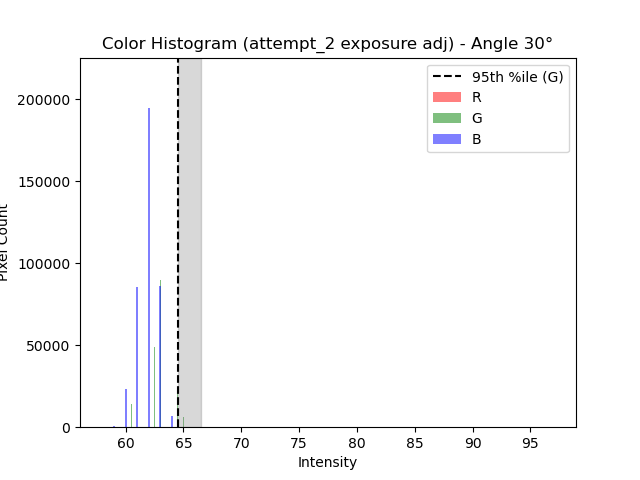 Color Histogram (attempt_2 exposure adj) - Angle 30°
95th %ile (G)
R
G
B
200000
150000
100000
50000
0
Pixel Count
60 65 70 75 80 85 90 95
Intensity